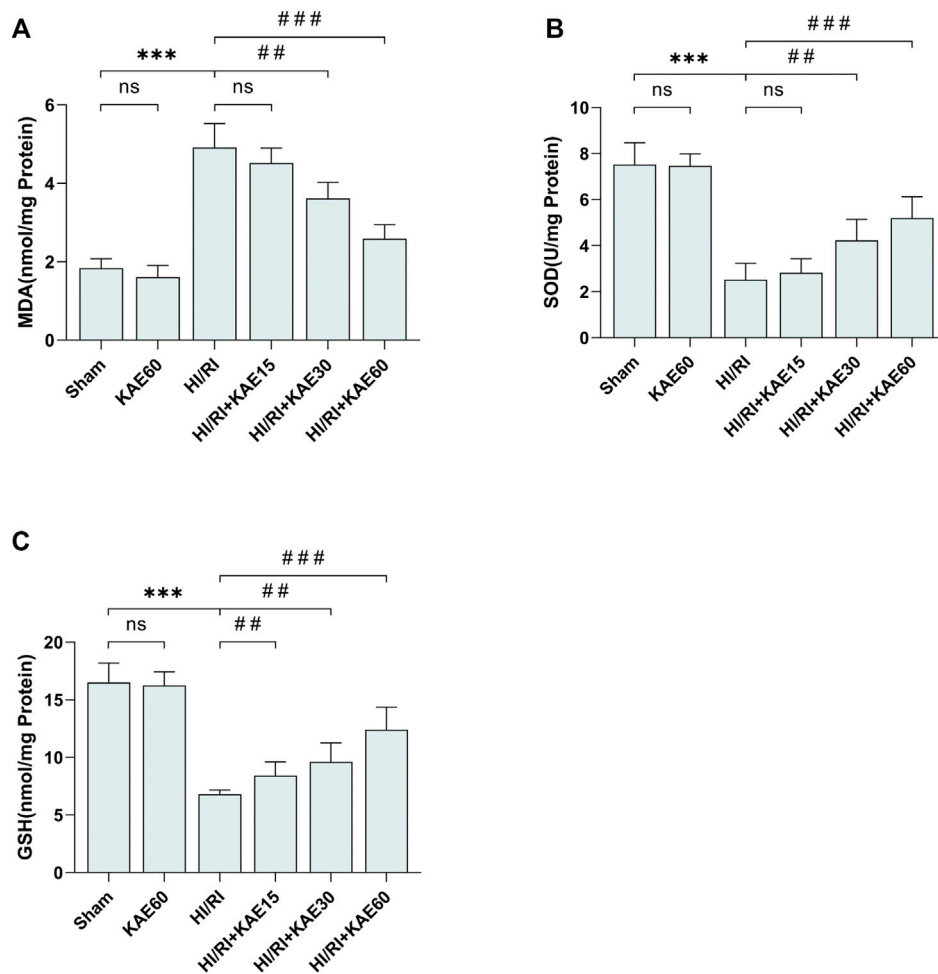 A
# # #
*** # #
ns ns
MDA(nmol/mg Protein)
6
4
2
0
Sham
KAE60
HI/RI
HI/RI+KAE15
HI/RI+KAE30
HI/RI+KAE60
B
# # #
*** # #
ns ns
SOD(U/mg Protein)
10
8
6
4
2
0
Sham
KAE60
HI/RI
HI/RI+KAE15
HI/RI+KAE30
HI/RI+KAE60
C
# # #
*** # #
ns # #
GSH(nmol/mg Protein)
20
15
10
5
0
Sham
KAE60
HI/RI
HI/RI+KAE15
HI/RI+KAE30
HI/RI+KAE60